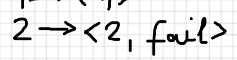 2 → <2, fail>